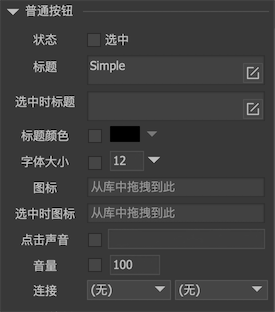 普通按钮
状态 选中
标题 Simple
选中时标题
标题颜色
字体大小 12
图标 从库中拖拽到此
选中时图标 从库中拖拽到此
点击声音
音量 100
连接 (无) (无)